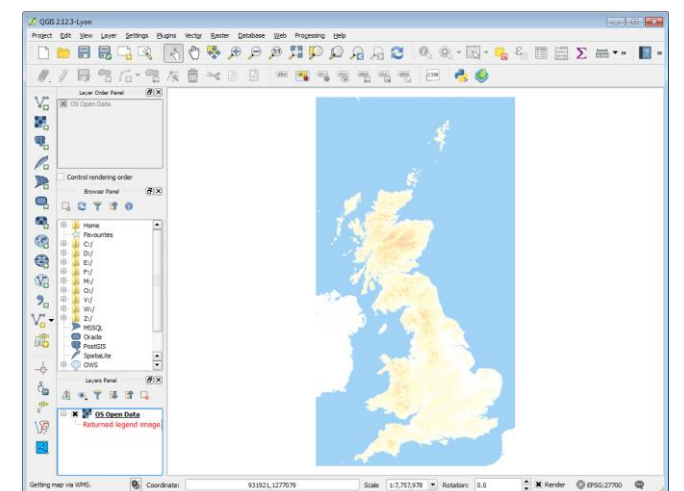 QGIS 2.12.3-Lyon
Project Edit View Layer Settings Plugins Vector Raster Database Web Processing Help
CSW
Layer Order Panel
OS Open Data
Control rendering order
Browser Panel
Home
Favourites
C:/
D:/
E:/
F:/
M:/
O:/
V:/
W:/
Z:/
MSSQL
Oracle
PostGIS
SpatiaLite
OWS
Layers Panel
OS Open Data
Returned legend image
Getting map via WMS. Coordinate: 931921,1277079 Scale 1:7,757,978 Rotation: 0.0 Render EPSG:27700